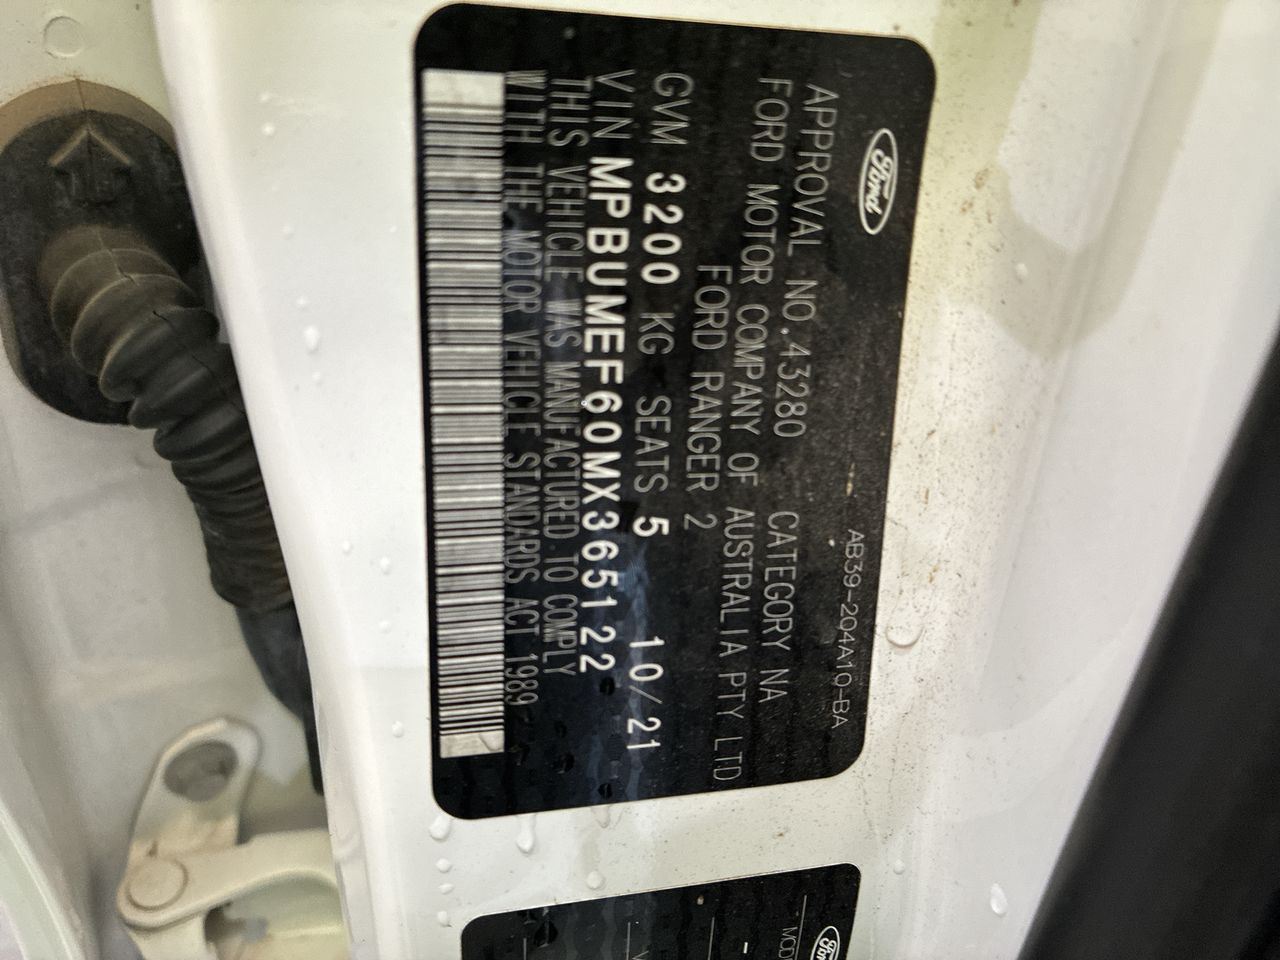 Ford
AB39-204A10-BA
APPROVAL NO.43280 CATEGORY NA
FORD MOTOR COMPANY OF AUSTRALIA PTY.LTD
FORD RANGER 2
GVM 3200 KG SEATS 5 10/21
VIN MPBUMEF60MX365122
THIS VEHICLE WAS MANUFACTURED TO COMPLY
WITH THE MOTOR VEHICLE STANDARDS ACT 1989
Ford